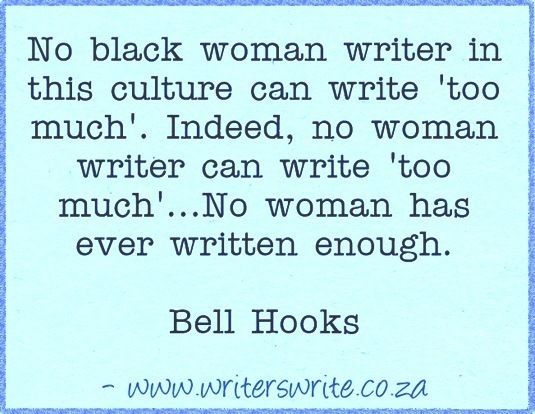 No black woman writer in
this culture can write 'too
much'. Indeed, no woman
writer can write 'too
much'...No woman has
ever written enough.
Bell Hooks
- www.writerswrite.co.za